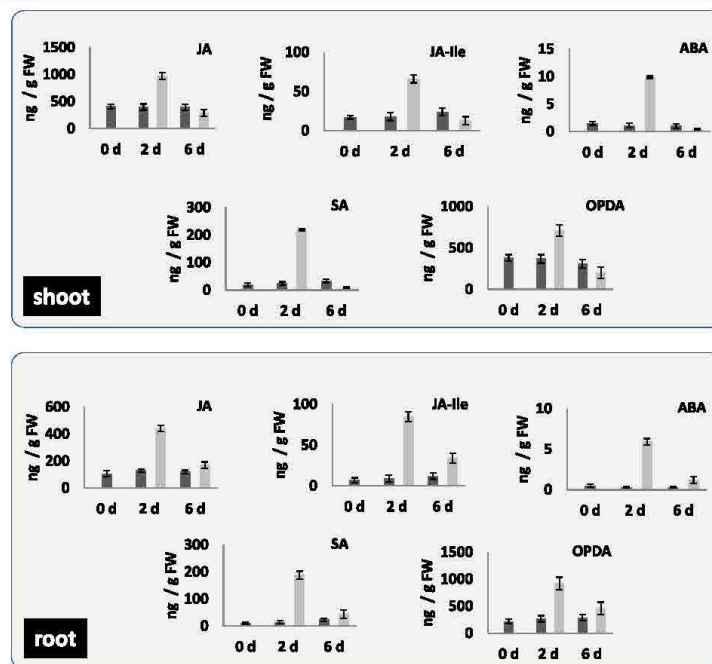 JA
ng / g FW
1500
1000
500
0
0 d 2 d 6 d
JA-Ile
ng / g FW
100
50
0
0 d 2 d 6 d
ABA
ng / g FW
15
10
5
0
0 d 2 d 6 d
SA
ng / g FW
300
200
100
0
0 d 2 d 6 d
OPDA
ng / g FW
1000
500
0
0 d 2 d 6 d
shoot
JA
ng / g FW
600
400
200
0
0 d 2 d 6 d
JA-Ile
ng / g FW
100
50
0
0 d 2 d 6 d
ABA
ng / g FW
10
5
0
0 d 2 d 6 d
SA
ng / g FW
300
200
100
0
0 d 2 d 6 d
OPDA
ng / g FW
1500
1000
500
0
0 d 2 d 6 d
root